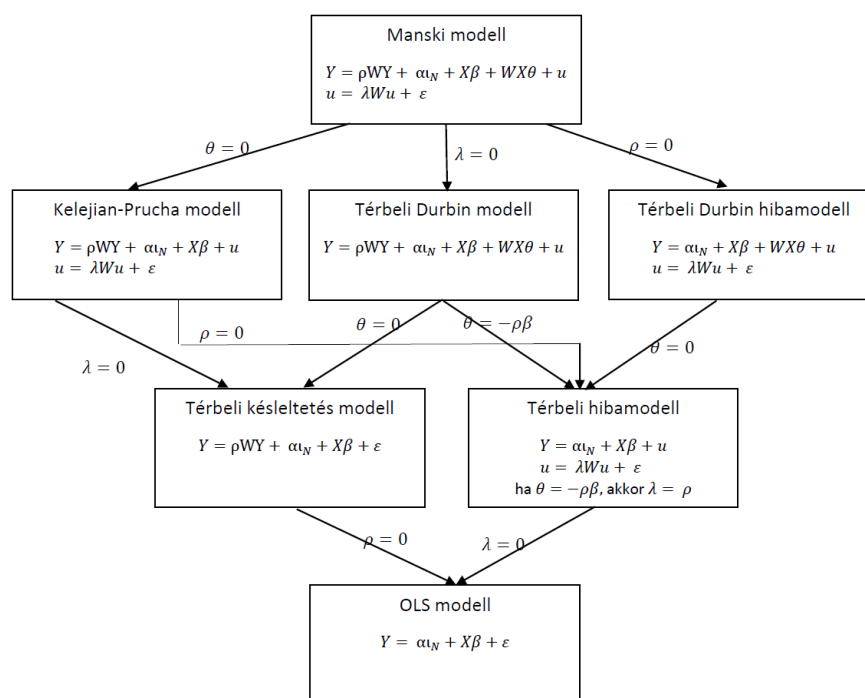 Manski modell
Y = ρWY + αι_N + Xβ + WXθ + u
u = λWu + ε
θ = 0
λ = 0
ρ = 0
Kelejian-Prucha modell
Y = ρWY + αι_N + Xβ + u
u = λWu + ε
Térbeli Durbin modell
Y = ρWY + αι_N + Xβ + WXθ + u
Térbeli Durbin hibamodell
Y = αι_N + Xβ + WXθ + u
u = λWu + ε
λ = 0
ρ = 0
θ = 0
θ = −ρβ
θ = 0
Térbeli késleltetés modell
Y = ρWY + αι_N + Xβ + ε
Térbeli hibamodell
Y = αι_N + Xβ + u
u = λWu + ε
ha θ = −ρβ, akkor λ = ρ
ρ = 0
λ = 0
OLS modell
Y = αι_N + Xβ + ε